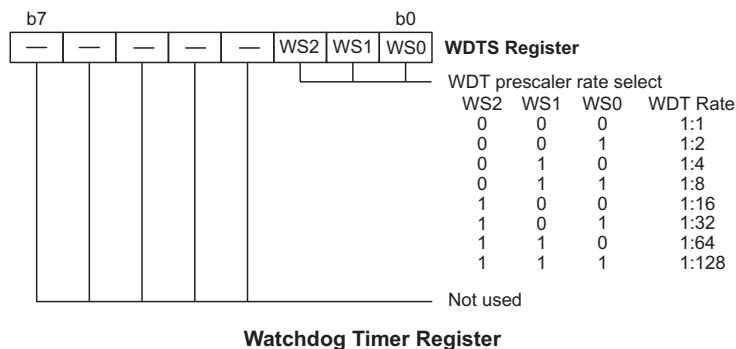 b7 b0
— — — — — WS2 WS1 WS0 WDTS Register
WDT prescaler rate select
WS2 WS1 WS0 WDT Rate
0 0 0 1:1
0 0 1 1:2
0 1 0 1:4
0 1 1 1:8
1 0 0 1:16
1 0 1 1:32
1 1 0 1:64
1 1 1 1:128
Not used
Watchdog Timer Register